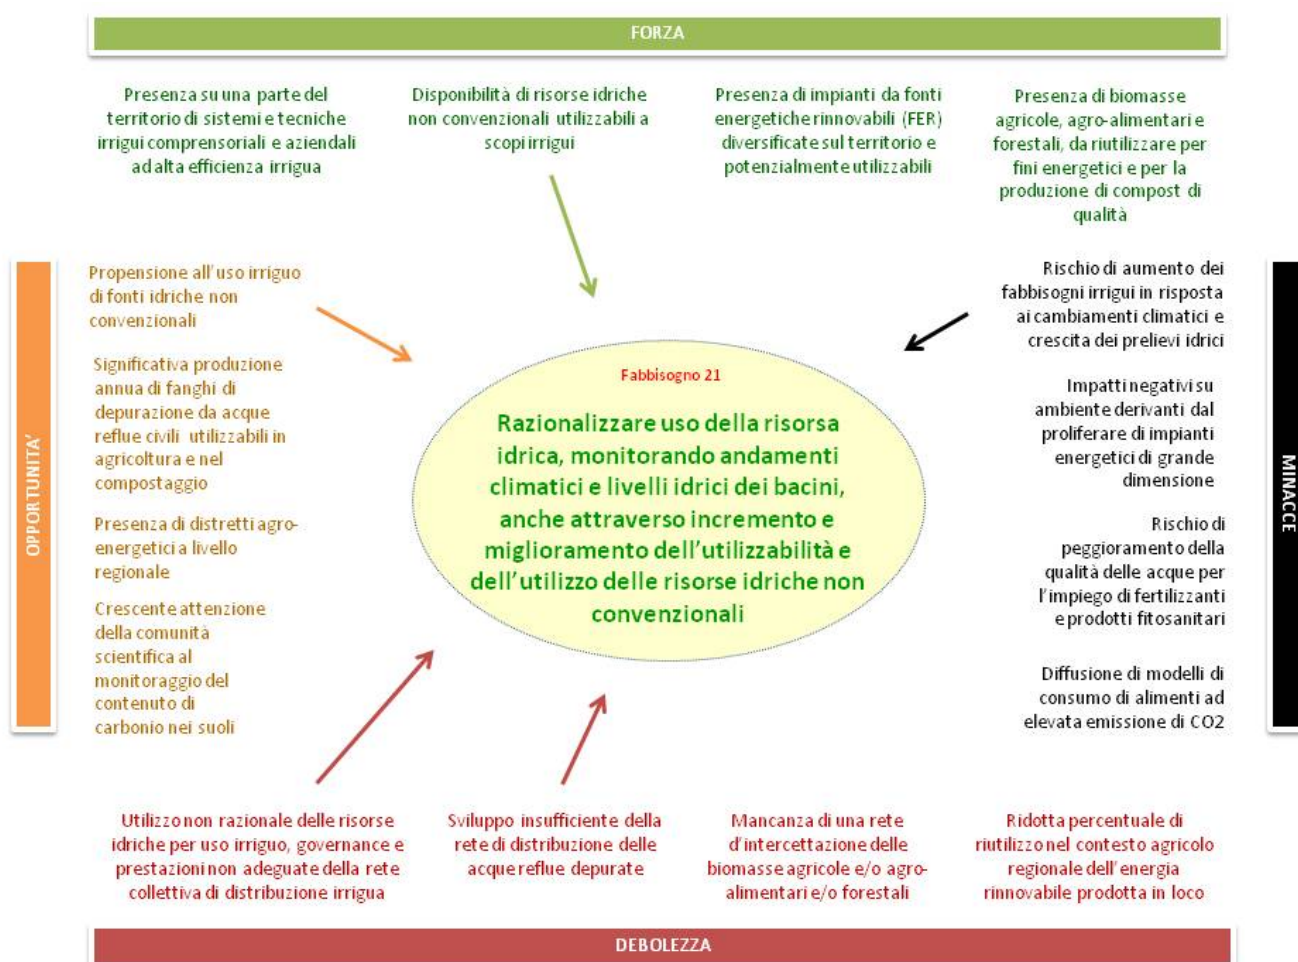 FORZA
Presenza su una parte del
territorio di sistemi e tecniche
irrigui comprensoriali e aziendali
ad alta efficienza irrigua
Disponibilità di risorse idriche
non convenzionali utilizzabili a
scopi irrigui
Presenza di impianti da fonti
energetiche rinnovabili (FER)
diversificate sul territorio e
potenzialmente utilizzabili
Presenza di biomasse
agricole, agro-alimentari e
forestali, da riutilizzare per
fini energetici e per la
produzione di compost di
qualità
OPPORTUNITA'
Propensione all'uso irriguo
di fonti idriche non
convenzionali
Significativa produzione
annua di fanghi di
depurazione da acque
reflue civili utilizzabili in
agricoltura e nel
compostaggio
Presenza di distretti agro-
energetici a livello
regionale
Crescente attenzione
della comunità
scientifica al
monitoraggio del
contenuto di
carbonio nei suoli
Fabbisogno 21
Razionalizzare uso della risorsa
idrica, monitorando andamenti
climatici e livelli idrici dei bacini,
anche attraverso incremento e
miglioramento dell'utilizzabilità e
dell'utilizzo delle risorse idriche non
convenzionali
Rischio di aumento dei
fabbisogni irrigui in risposta
ai cambiamenti climatici e
crescita dei prelievi idrici
Impatti negativi su
ambiente derivanti dal
proliferare di impianti
energetici di grande
dimensione
Rischio di
peggioramento della
qualità delle acque per
l'impiego di fertilizzanti
e prodotti fitosanitari
Diffusione di modelli di
consumo di alimenti ad
elevata emissione di CO2
MINACCE
Utilizzo non razionale delle risorse
idriche per uso irriguo, governance e
prestazioni non adeguate della rete
collettiva di distribuzione irrigua
Sviluppo insufficiente della
rete di distribuzione delle
acque reflue depurate
Mancanza di una rete
d'intercettazione delle
biomasse agricole e/o agro-
alimentari e/o forestali
Ridotta percentuale di
riutilizzo nel contesto agricolo
regionale dell'energia
rinnovabile prodotta in loco
DEBOLEZZA